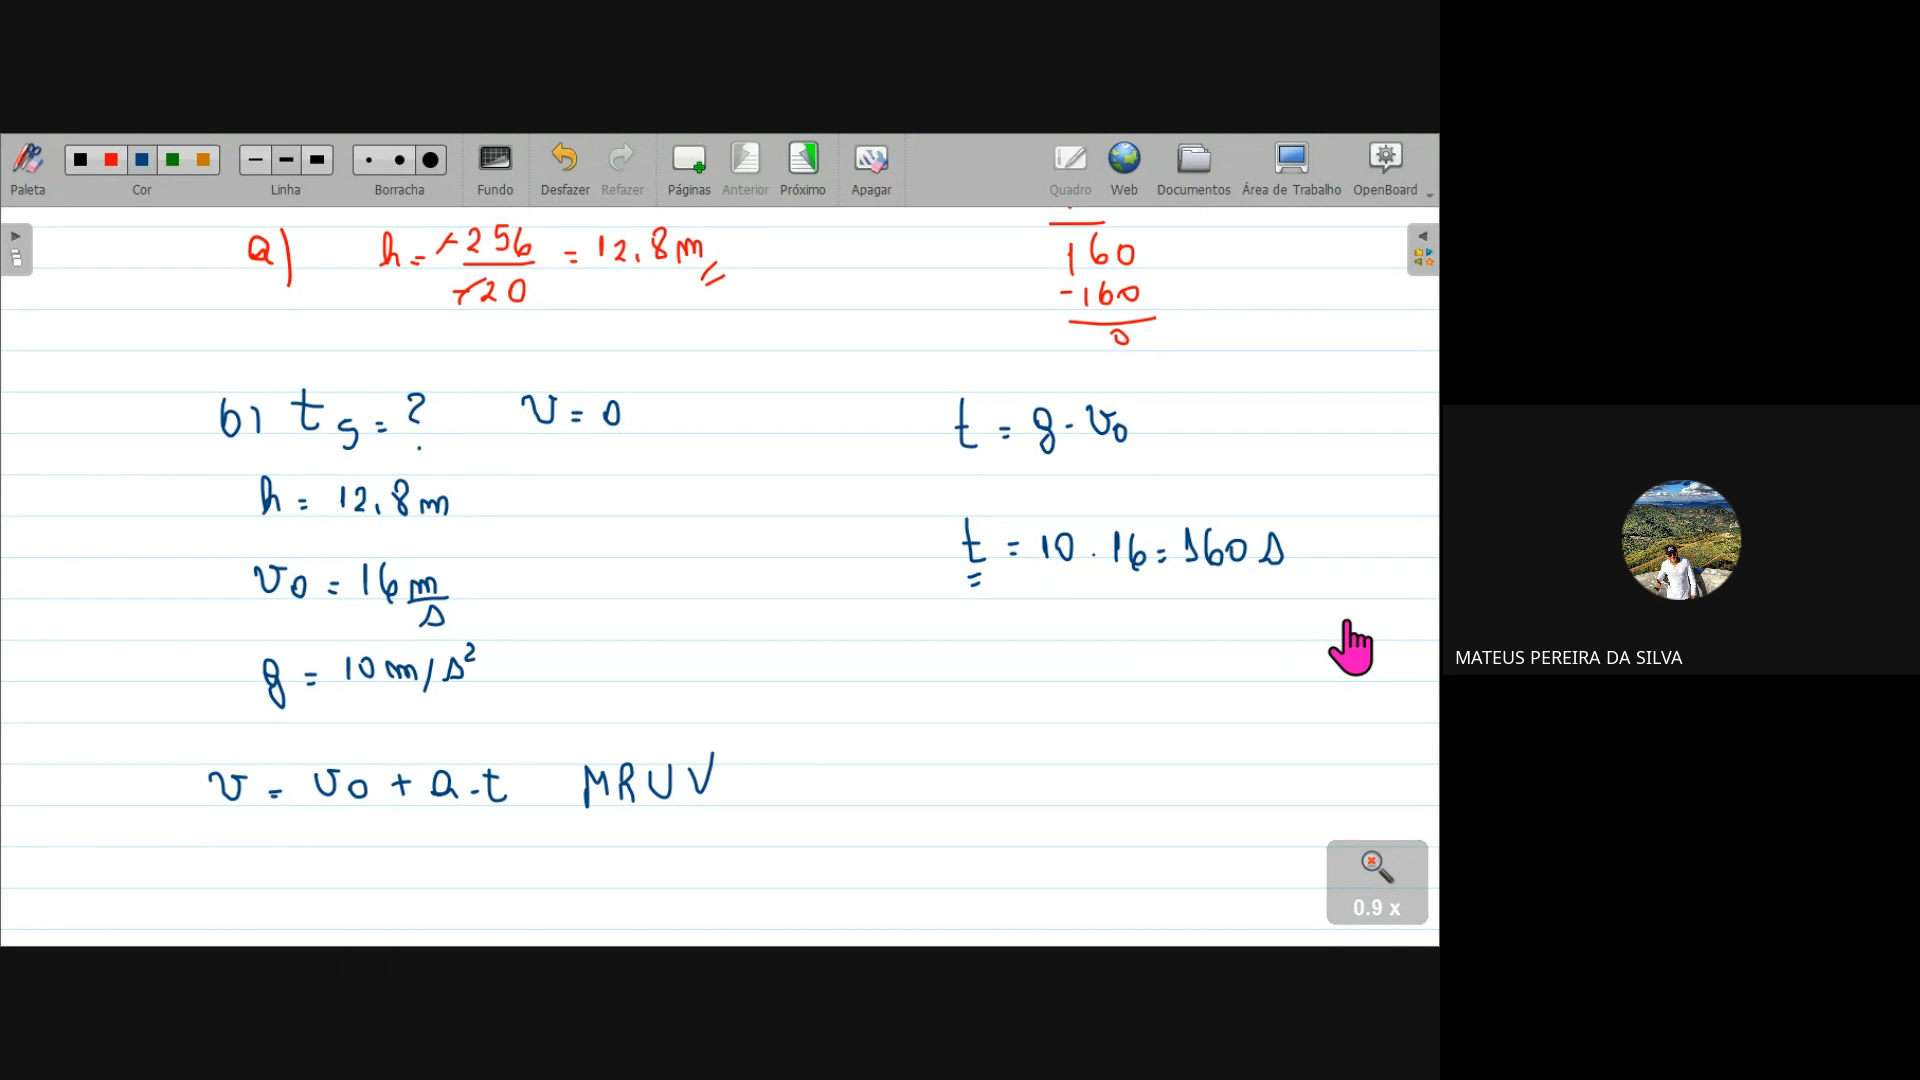 Paleta Cor Linha Borracha Fundo Desfazer Refazer Páginas Anterior Próximo Apagar Quadro Web Documentos Área de Trabalho OpenBoard
a) h = -256/-20 = 12,8m
160
-160
0
b) ts = ? v = 0
h = 12,8m
v0 = 16 m/s
g = 10 m/s²
v = v0 + a.t MRUV
t = g. v0
t = 10 . 16 = 160 s
0.9 x
MATEUS PEREIRA DA SILVA